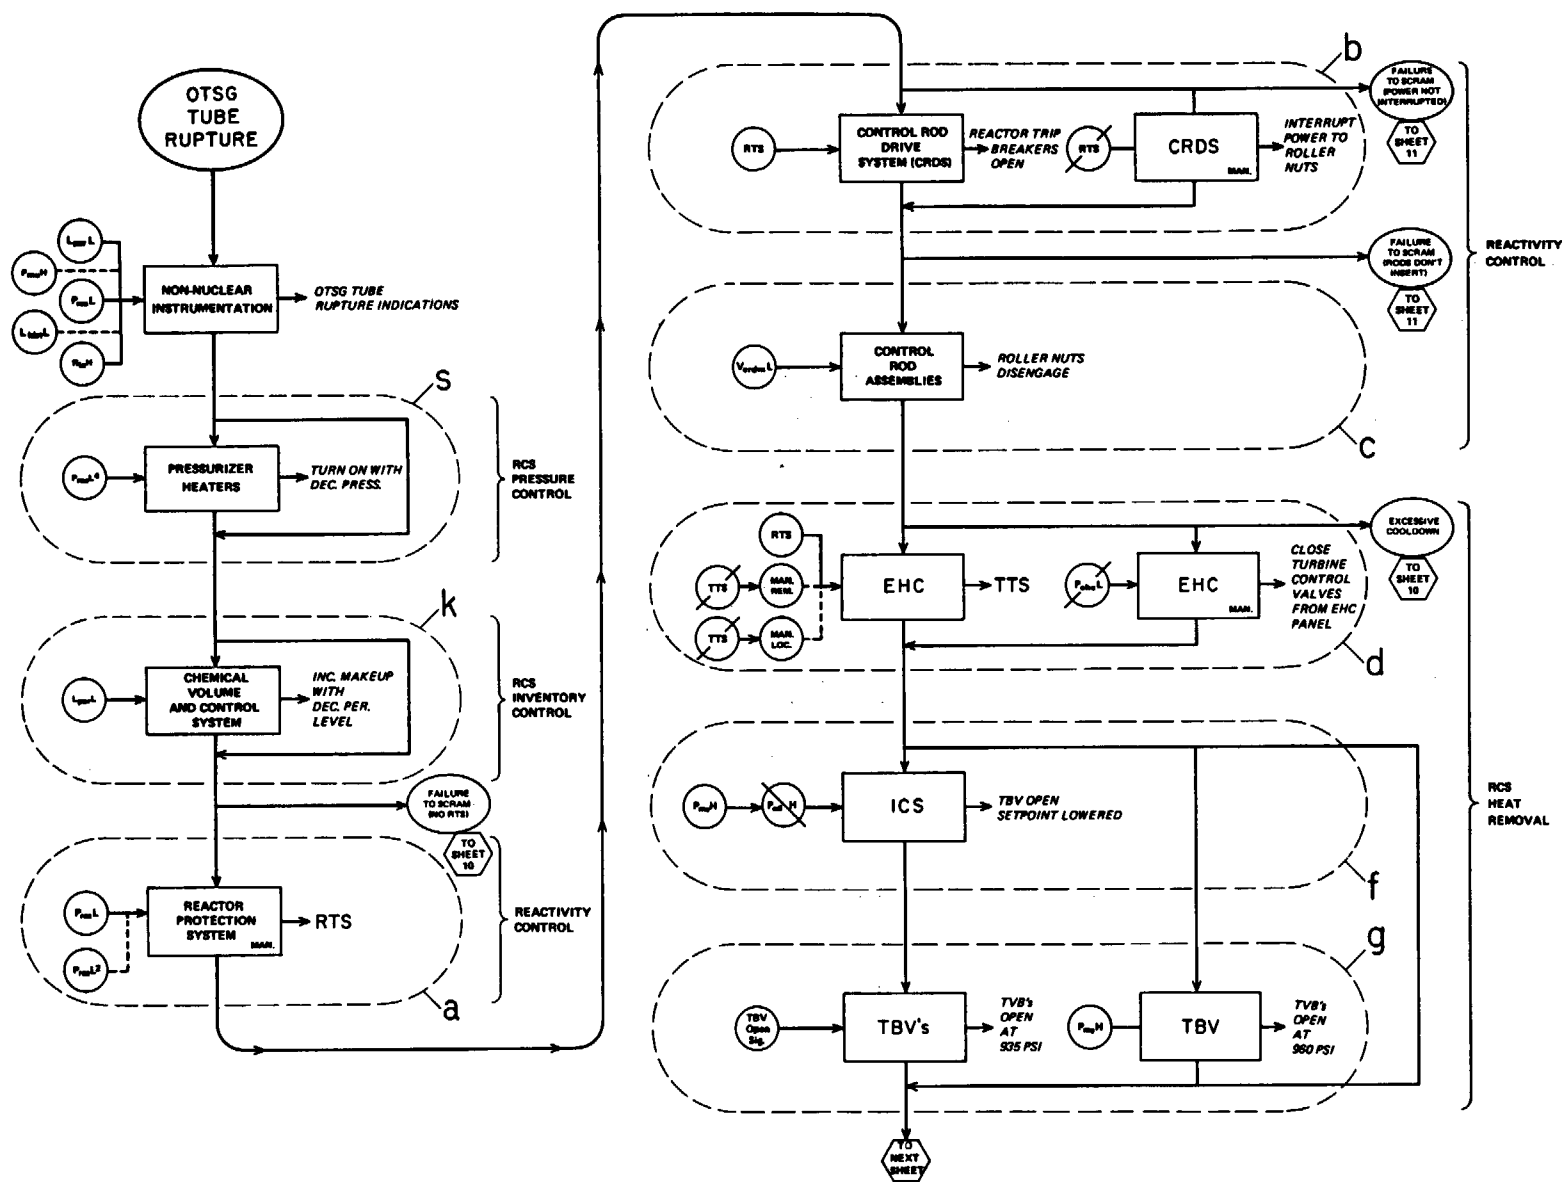 OTSG
TUBE
RUPTURE
NON-NUCLEAR
INSTRUMENTATION
OTSG TUBE
RUPTURE INDICATIONS
s
PRESSURIZER
HEATERS
TURN ON WITH
DEC. PRESS.
RCS
PRESSURE
CONTROL
k
CHEMICAL
VOLUME
AND CONTROL
SYSTEM
INC. MAKEUP
WITH
DEC. PER.
LEVEL
RCS
INVENTORY
CONTROL
FAILURE
TO SCRAM
(NO RTS)
TO
SHEET
10
REACTOR
PROTECTION
SYSTEM
MAN.
RTS
REACTIVITY
CONTROL
a
b
FAILURE
TO SCRAM
(POWER NOT
INTERRUPTED)
TO
SHEET
11
RTS
CONTROL ROD
DRIVE
SYSTEM (CRDS)
REACTOR TRIP
BREAKERS
OPEN
RTS
CRDS
MAN.
INTERRUPT
POWER TO
ROLLER
NUTS
REACTIVITY
CONTROL
FAILURE
TO SCRAM
(RODS DON'T
INSERT)
TO
SHEET
11
CONTROL
ROD
ASSEMBLIES
ROLLER NUTS
DISENGAGE
c
RTS
TTS
MAN.
REM.
TTS
MAN.
LOC.
EHC
TTS
EHC
MAN.
CLOSE
TURBINE
CONTROL
VALVES
FROM EHC
PANEL
EXCESSIVE
COOLDOWN
TO
SHEET
10
d
ICS
TBV OPEN
SETPOINT LOWERED
RCS
HEAT
REMOVAL
f
g
TBV
Open
Sig.
TBV's
TVB's
OPEN
AT
935 PSI
TBV
TVB's
OPEN
AT
960 PSI
TO
NEXT
SHEET